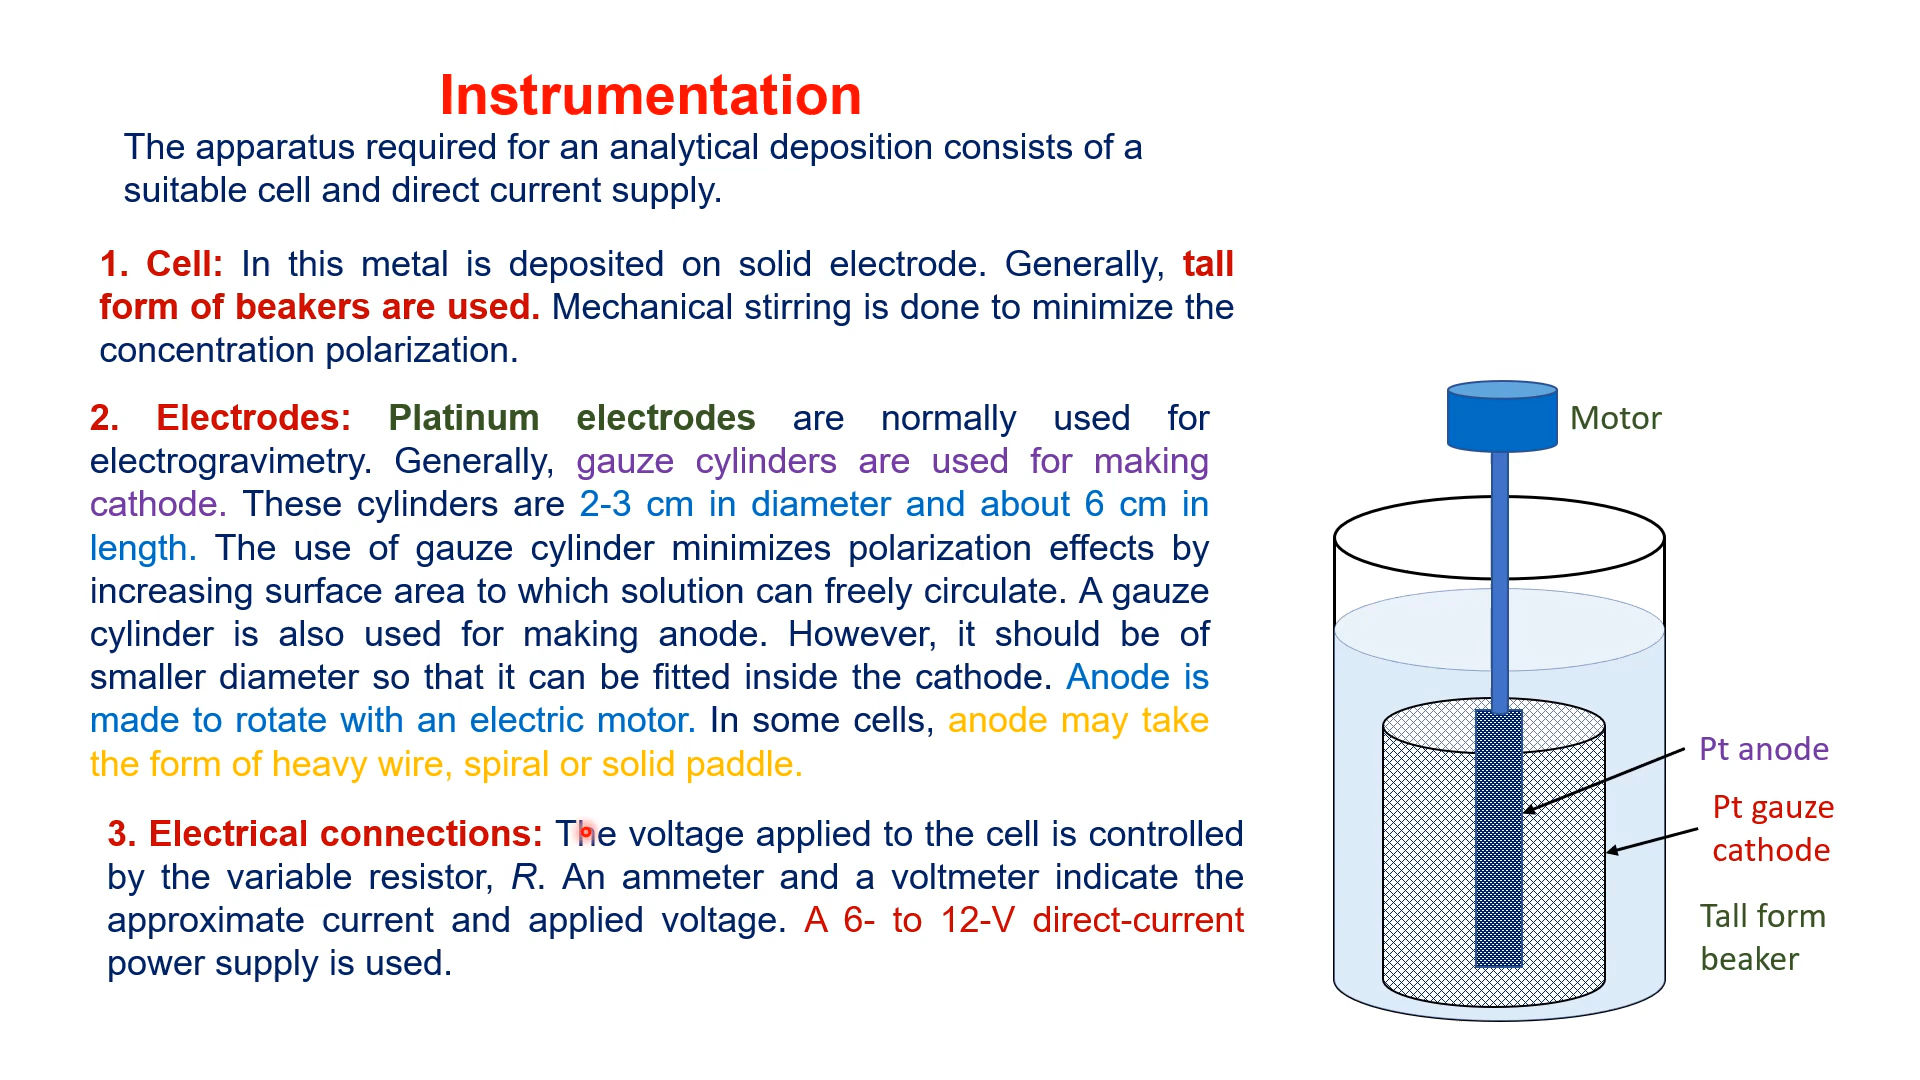 Instrumentation
The apparatus required for an analytical deposition consists of a
suitable cell and direct current supply.
1. Cell: In this metal is deposited on solid electrode. Generally, tall
form of beakers are used. Mechanical stirring is done to minimize the
concentration polarization.
2. Electrodes: Platinum electrodes are normally used for
electrogravimetry. Generally, gauze cylinders are used for making
cathode. These cylinders are 2-3 cm in diameter and about 6 cm in
length. The use of gauze cylinder minimizes polarization effects by
increasing surface area to which solution can freely circulate. A gauze
cylinder is also used for making anode. However, it should be of
smaller diameter so that it can be fitted inside the cathode. Anode is
made to rotate with an electric motor. In some cells, anode may take
the form of heavy wire, spiral or solid paddle.
3. Electrical connections: The voltage applied to the cell is controlled
by the variable resistor, R. An ammeter and a voltmeter indicate the
approximate current and applied voltage. A 6- to 12-V direct-current
power supply is used.
Motor
Pt anode
Pt gauze
cathode
Tall form
beaker